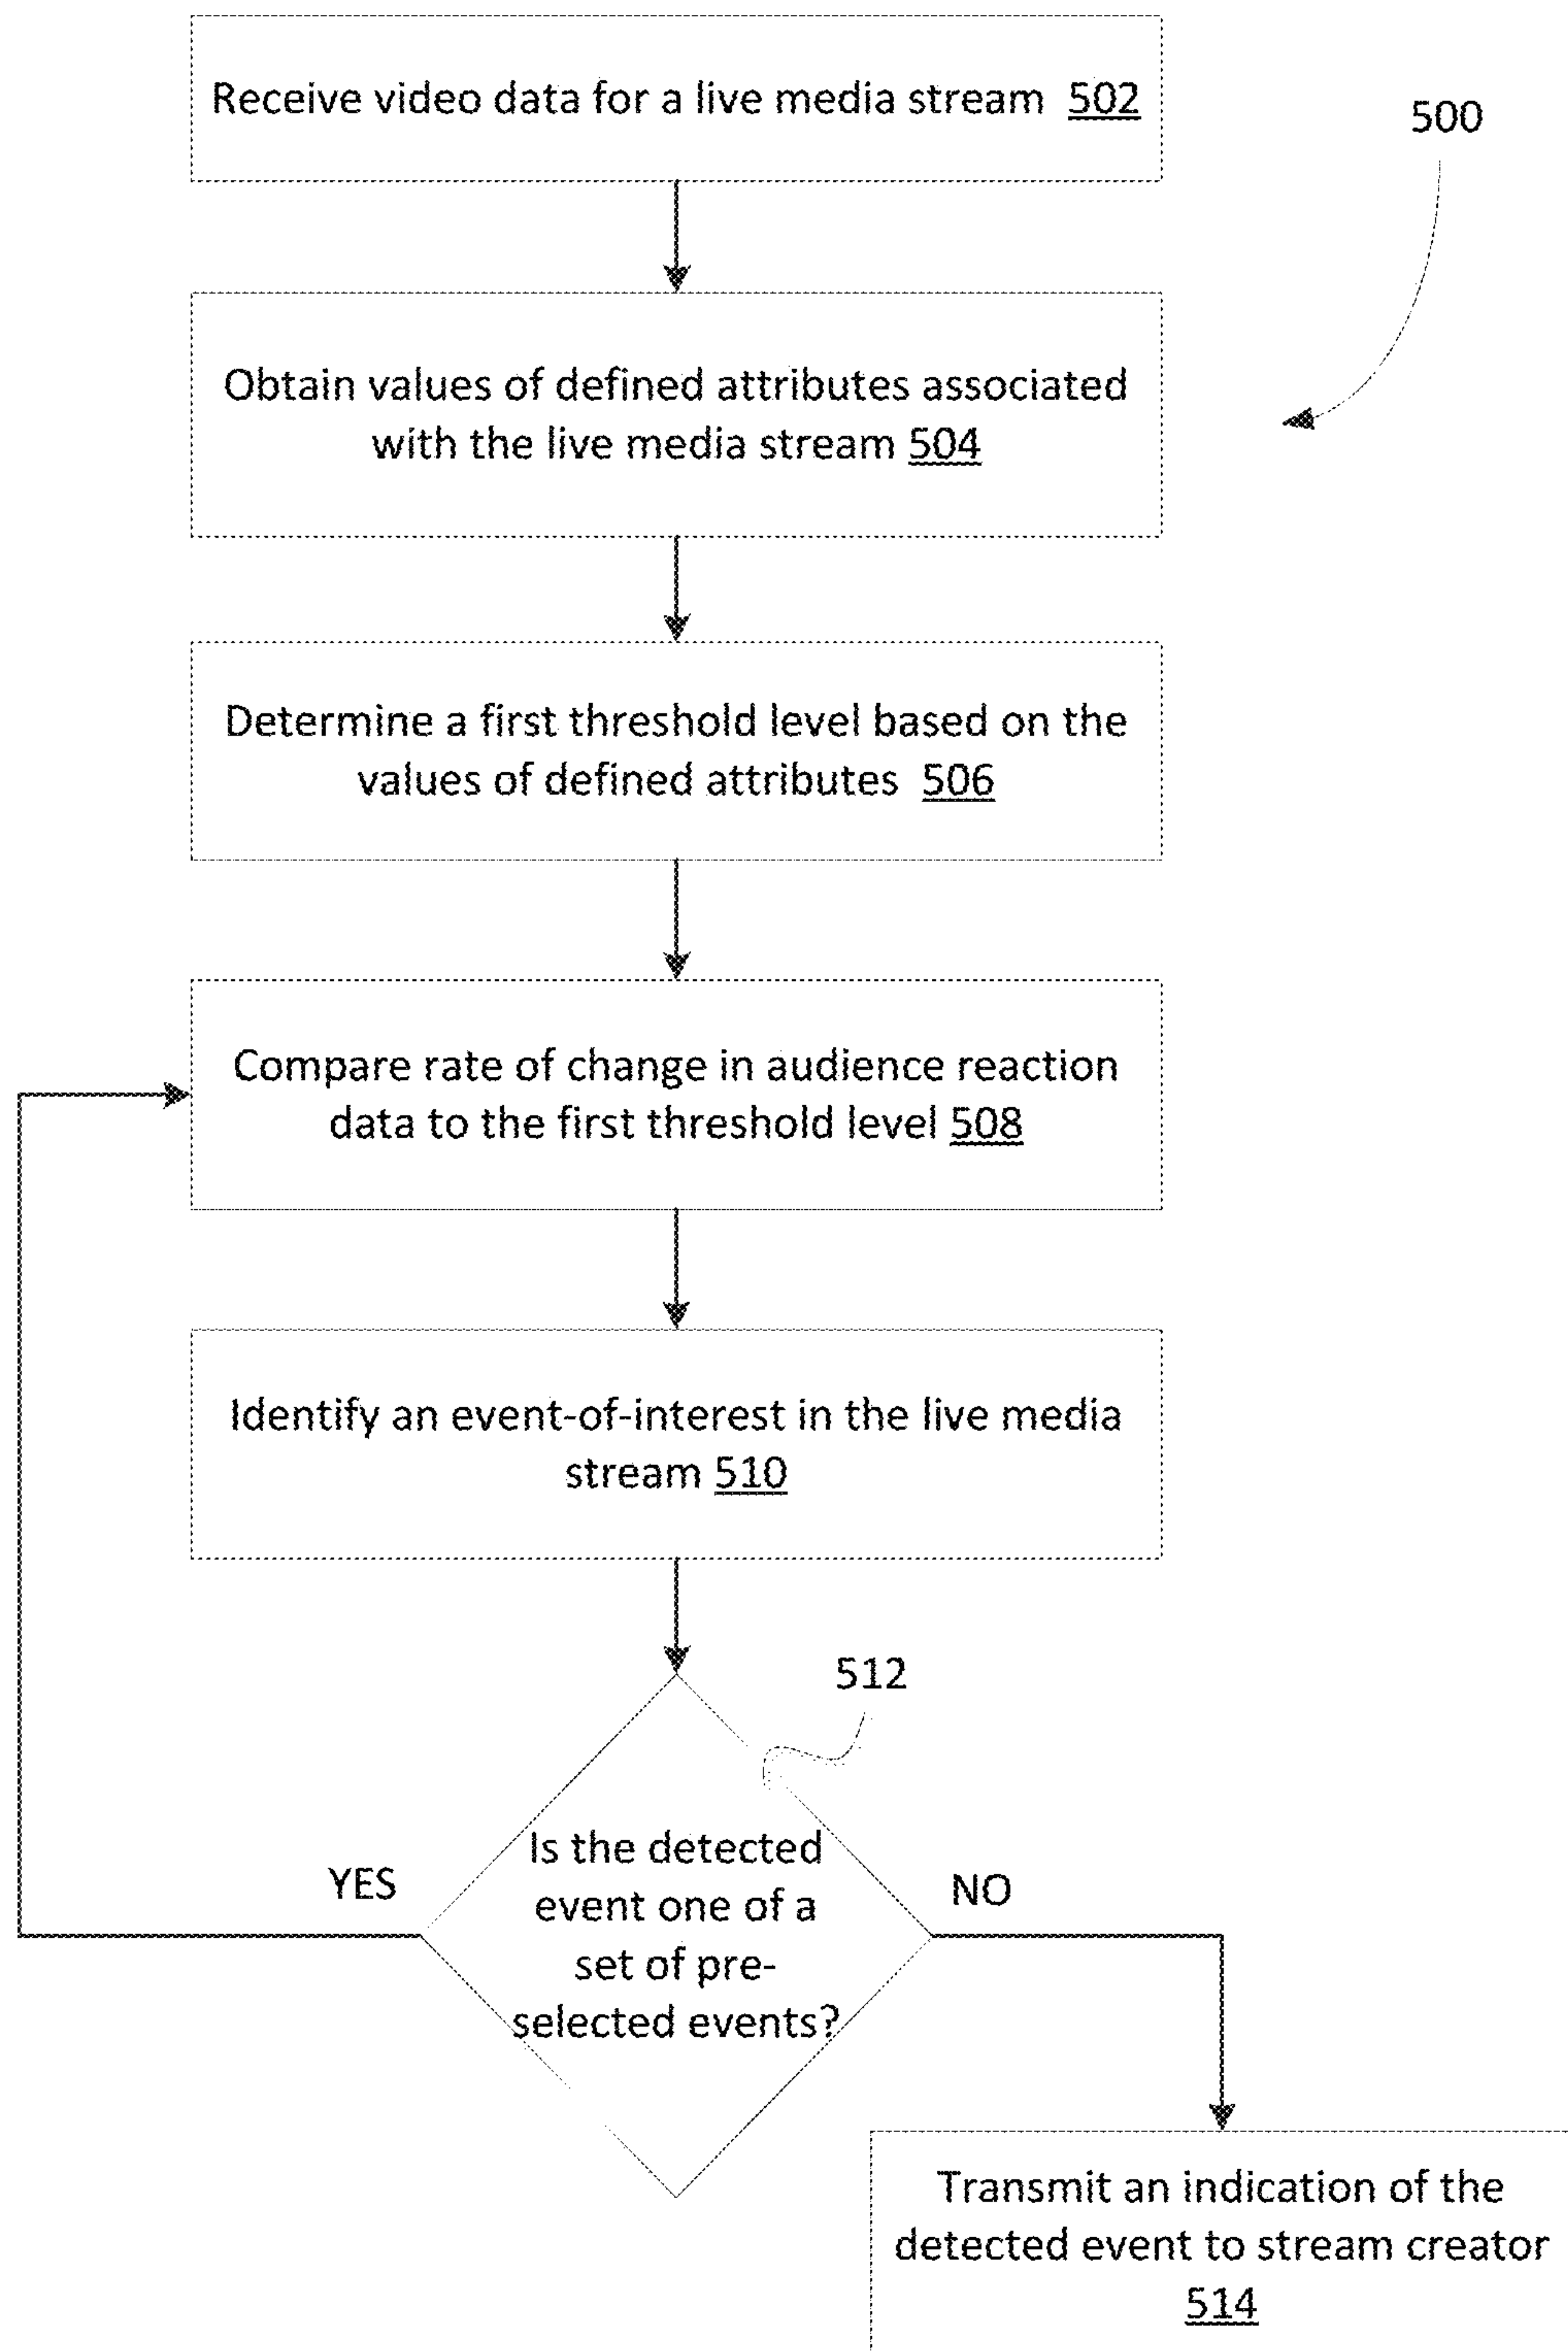 Receive video data for a live media stream 502
500
Obtain values of defined attributes associated
with the live media stream 504
Determine a first threshold level based on the
values of defined attributes 506
Compare rate of change in audience reaction
data to the first threshold level 508
Identify an event-of-interest in the live media
stream 510
512
Is the detected
event one of a
set of pre-
selected events?
YES
NO
Transmit an indication of the
detected event to stream creator
514